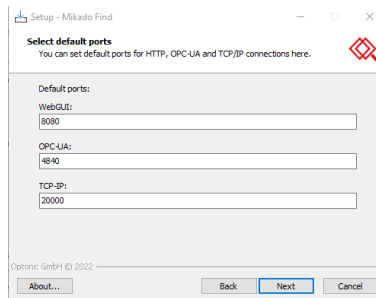 Setup - Mikado Find
Select default ports
You can set default ports for HTTP, OPC-UA and TCP/IP connections here.
Default ports:
WebGUI:
8080
OPC-UA:
4840
TCP-IP:
20000
Optonic GmbH © 2022
About... Back Next Cancel